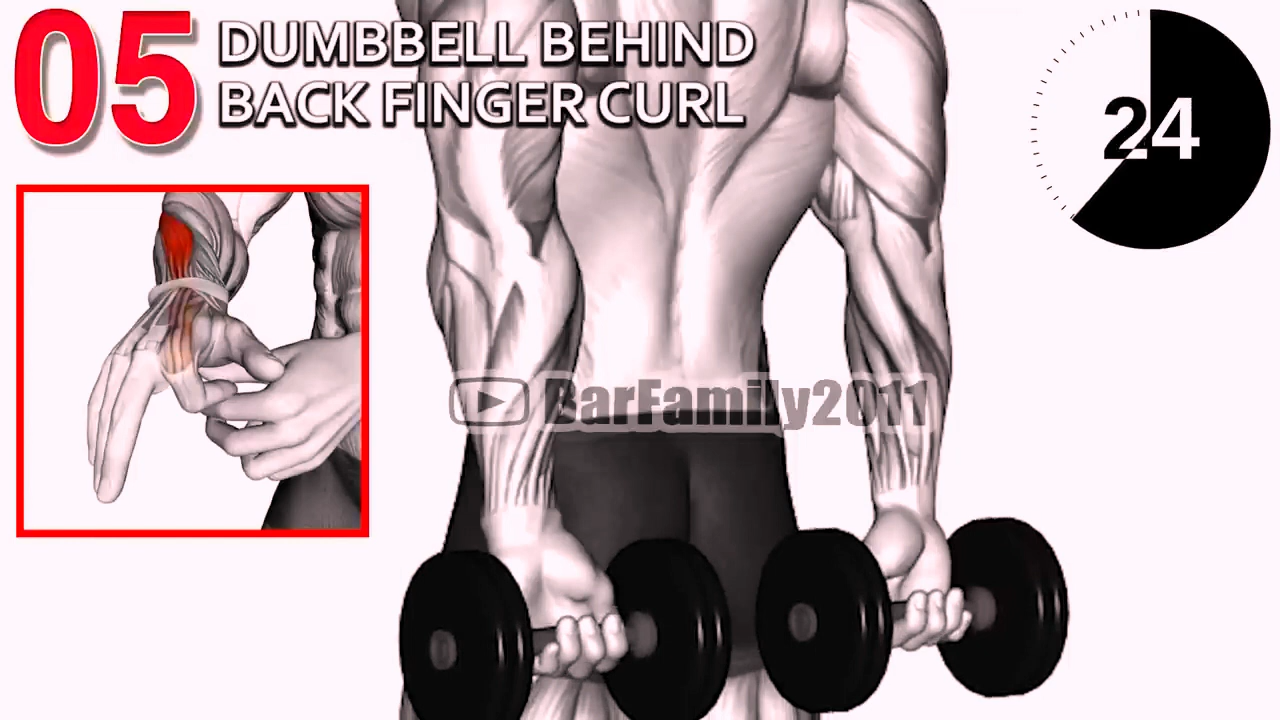 05
DUMBBELL BEHIND
BACK FINGER CURL
24
BarFamily2011